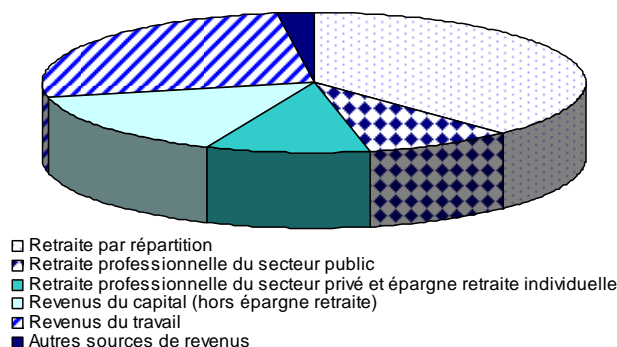 Retraite par répartition
Retraite professionnelle du secteur public
Retraite professionnelle du secteur privé et épargne retraite individuelle
Revenus du capital (hors épargne retraite)
Revenus du travail
Autres sources de revenus